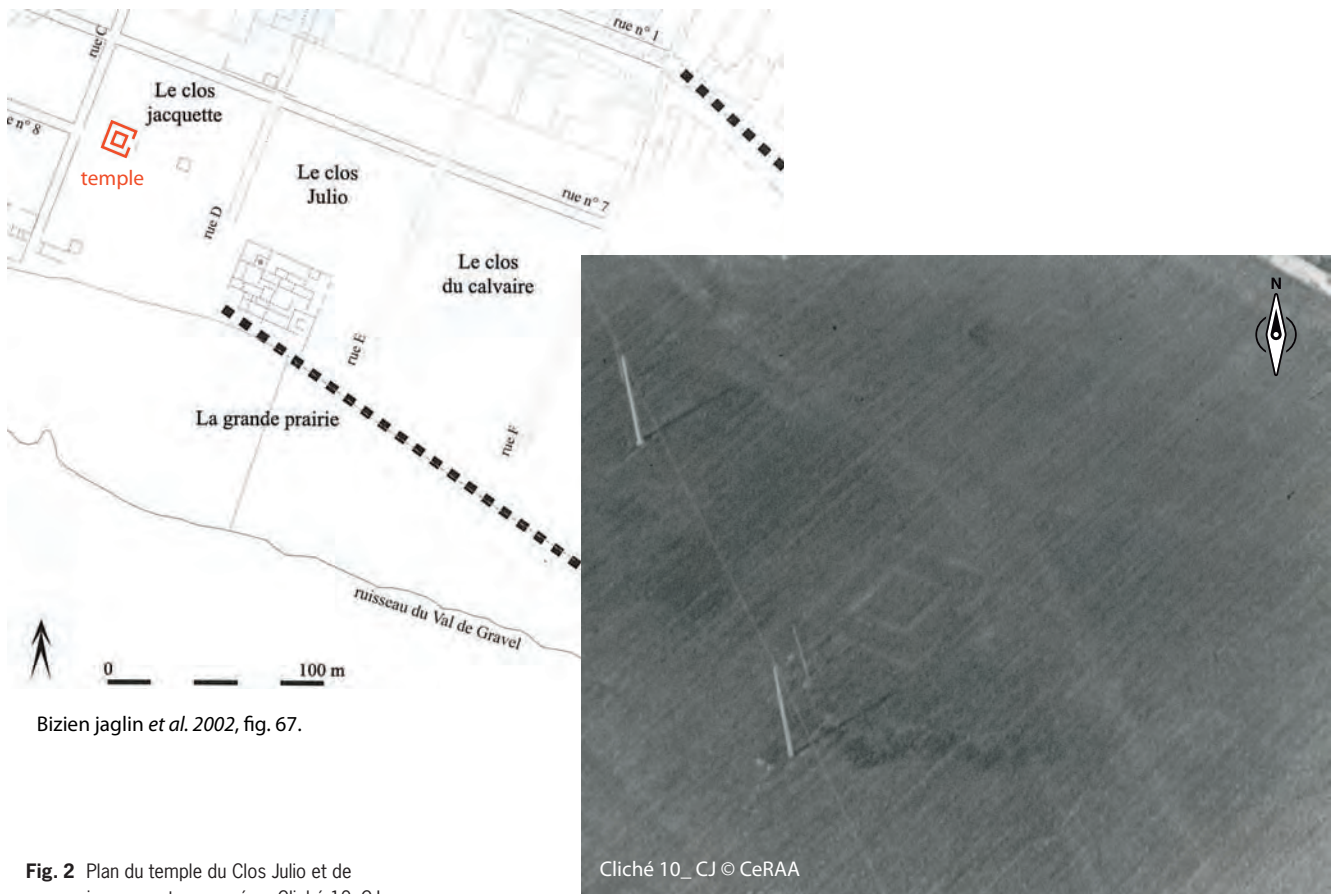 rue n° 1
rue C
Le clos
jacquette
e n° 8
temple
Le clos
Julio
rue n° 7
rue D
Le clos
du calvaire
N
rue E
La grande prairie
rue F
ruisseau du Val de Gravel
0 100 m
Bizien jaglin et al. 2002, fig. 67.
Fig. 2 Plan du temple du Clos Julio et de
Cliché 10_ CJ © CeRAA